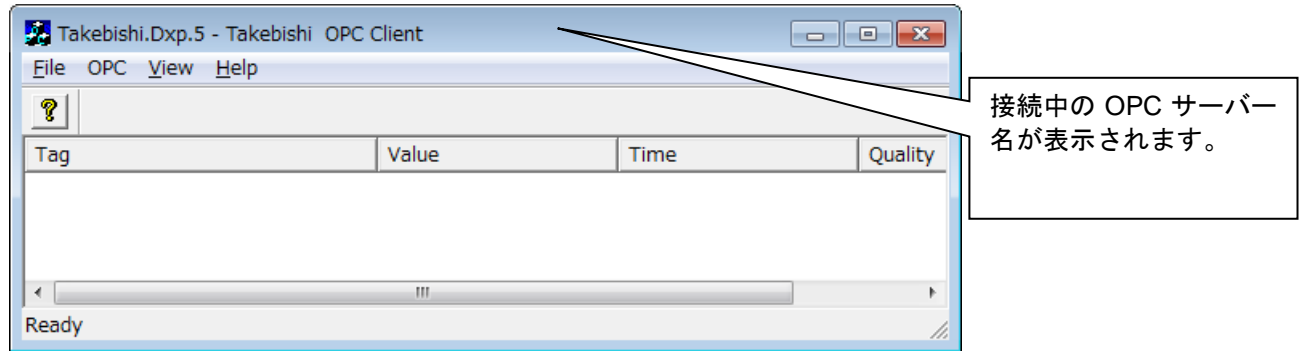 Takebishi.Dxp.5 - Takebishi OPC Client
File OPC View Help
接続中の OPC サーバー
名が表示されます。
Tag Value Time Quality
Ready